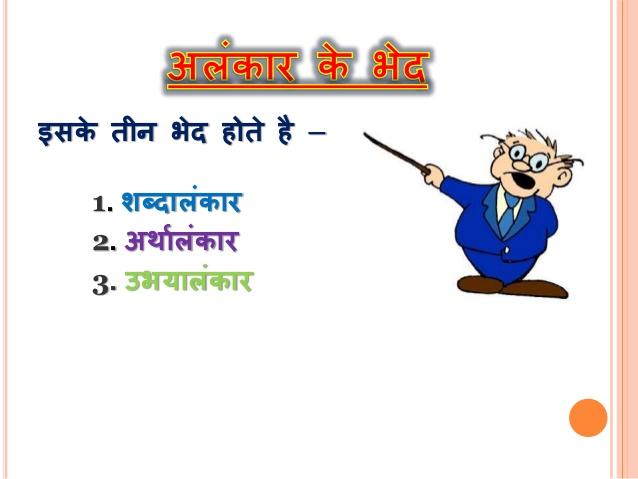 अलंकार के भेद
इसके तीन भेद होते है –
1. शब्दालंकार
2. अर्थालंकार
3. उभयालंकार